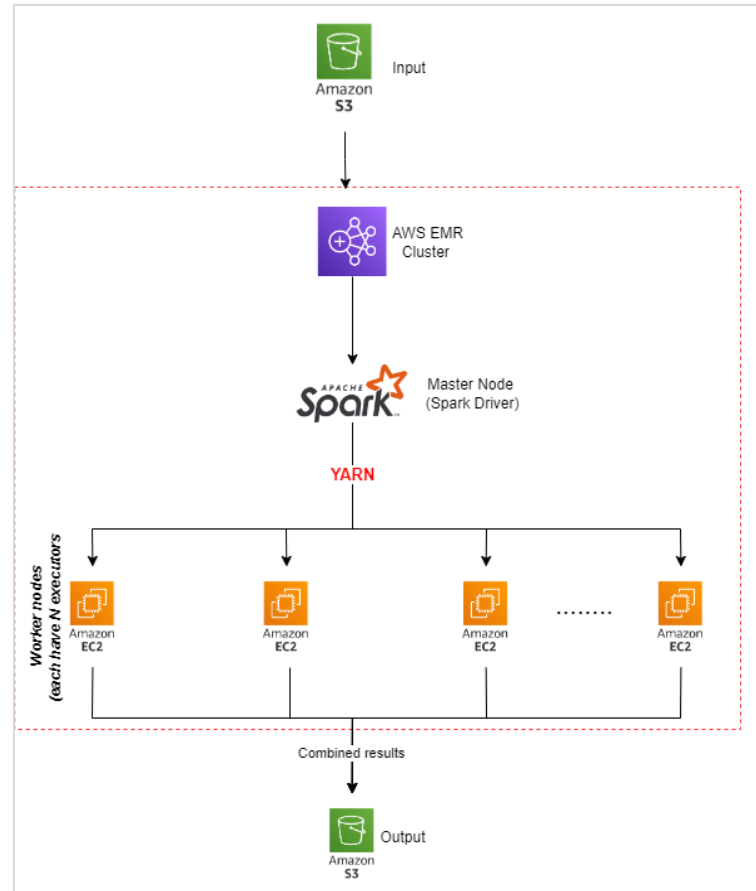 Input
Amazon
S3
AWS EMR
Cluster
APACHE
Spark
Master Node
(Spark Driver)
YARN
Worker nodes
(each have N executors
Amazon
EC2
Amazon
EC2
Amazon
EC2
........
Amazon
EC2
Combined results
Output
Amazon
S3